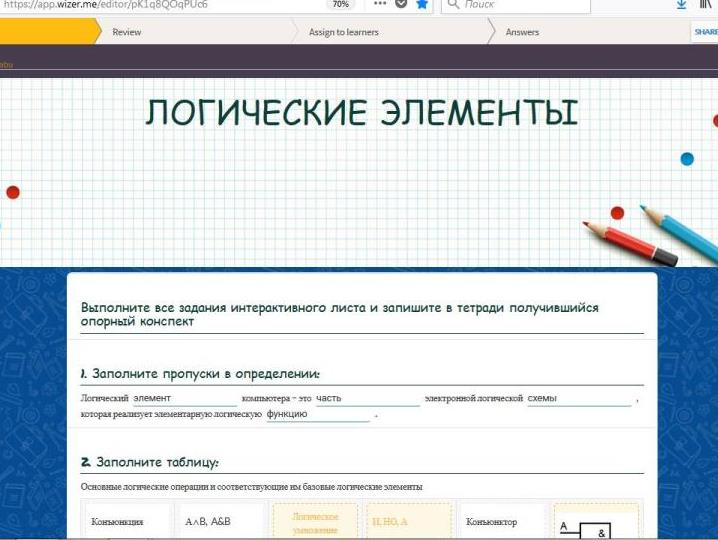 https://app.wizer.me/editor/pK1q8QOqPUc6 70% Поиск
Review Assign to learners Answers SHARE
ЛОГИЧЕСКИЕ ЭЛЕМЕНТЫ
Выполните все задания интерактивного листа и запишите в тетради получившийся
опорный конспект
1. Заполните пропуски в определении:
Логический элемент компьютера – это часть электронной логической схемы ,
которая реализует элементарную логическую функцию .
2. Заполните таблицу:
Основные логические операции и соответствующие им базовые логические элементы
Конъюнкция A∧B, A&B Логическое умножение И, НО, А Конъюнктор A &